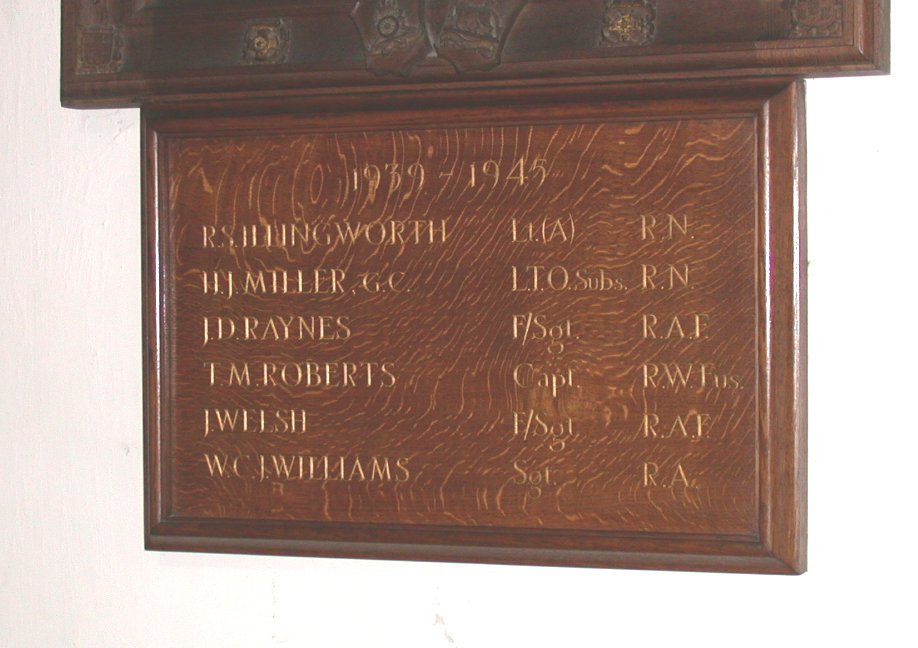 1939 - 1945
R.S. ILLINGWORTH Lt.(A) R.N.
H.J. MILLER, G.C. L.T.O. Subs. R.N.
J.D. RAYNES F/Sgt. R.A.F.
T.M. ROBERTS Capt. R.W.Fus.
J. WELSH F/Sgt. R.A.F.
W.C.J. WILLIAMS Sgt. R.A.